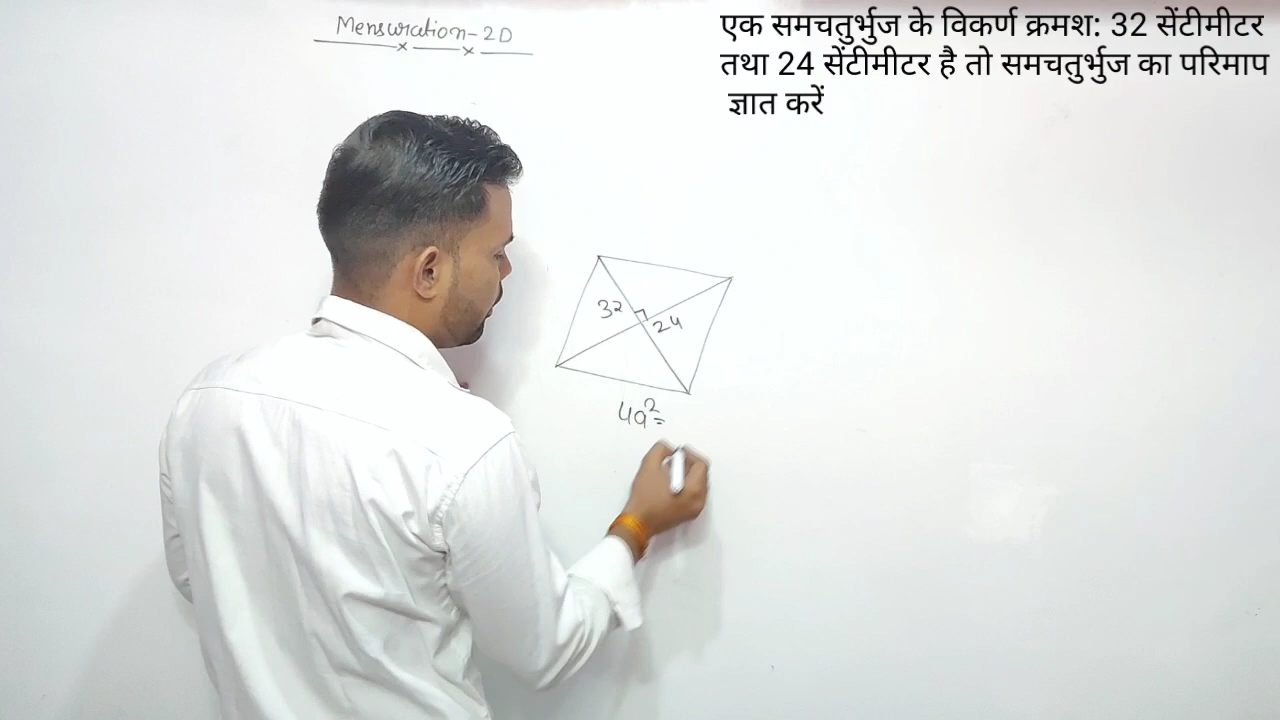 Mensuration-2D
एक समचतुर्भुज के विकर्ण क्रमश: 32 सेंटीमीटर
तथा 24 सेंटीमीटर है तो समचतुर्भुज का परिमाप
ज्ञात करें
32
24
4a²=